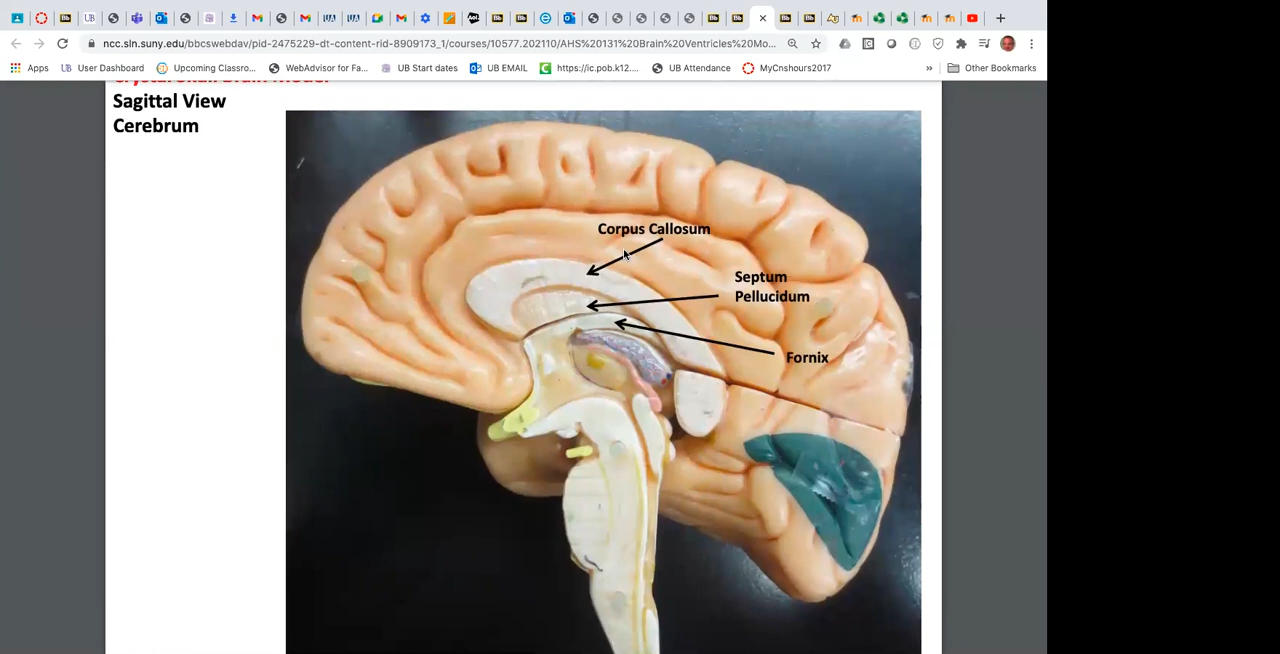 ncc.sln.suny.edu/bbcswebdav/pid-2475229-dt-content-rid-8909173_1/courses/10577.202110/AHS%20131%20Brain%20Ventricles%20Mo...
Apps UB User Dashboard Upcoming Classro... WebAdvisor for Fa... UB Start dates UB EMAIL https://ic.pob.k12.... UB Attendance MyCnshours2017 » Other Bookmarks
Sagittal View
Cerebrum
Corpus Callosum
Septum
Pellucidum
Fornix